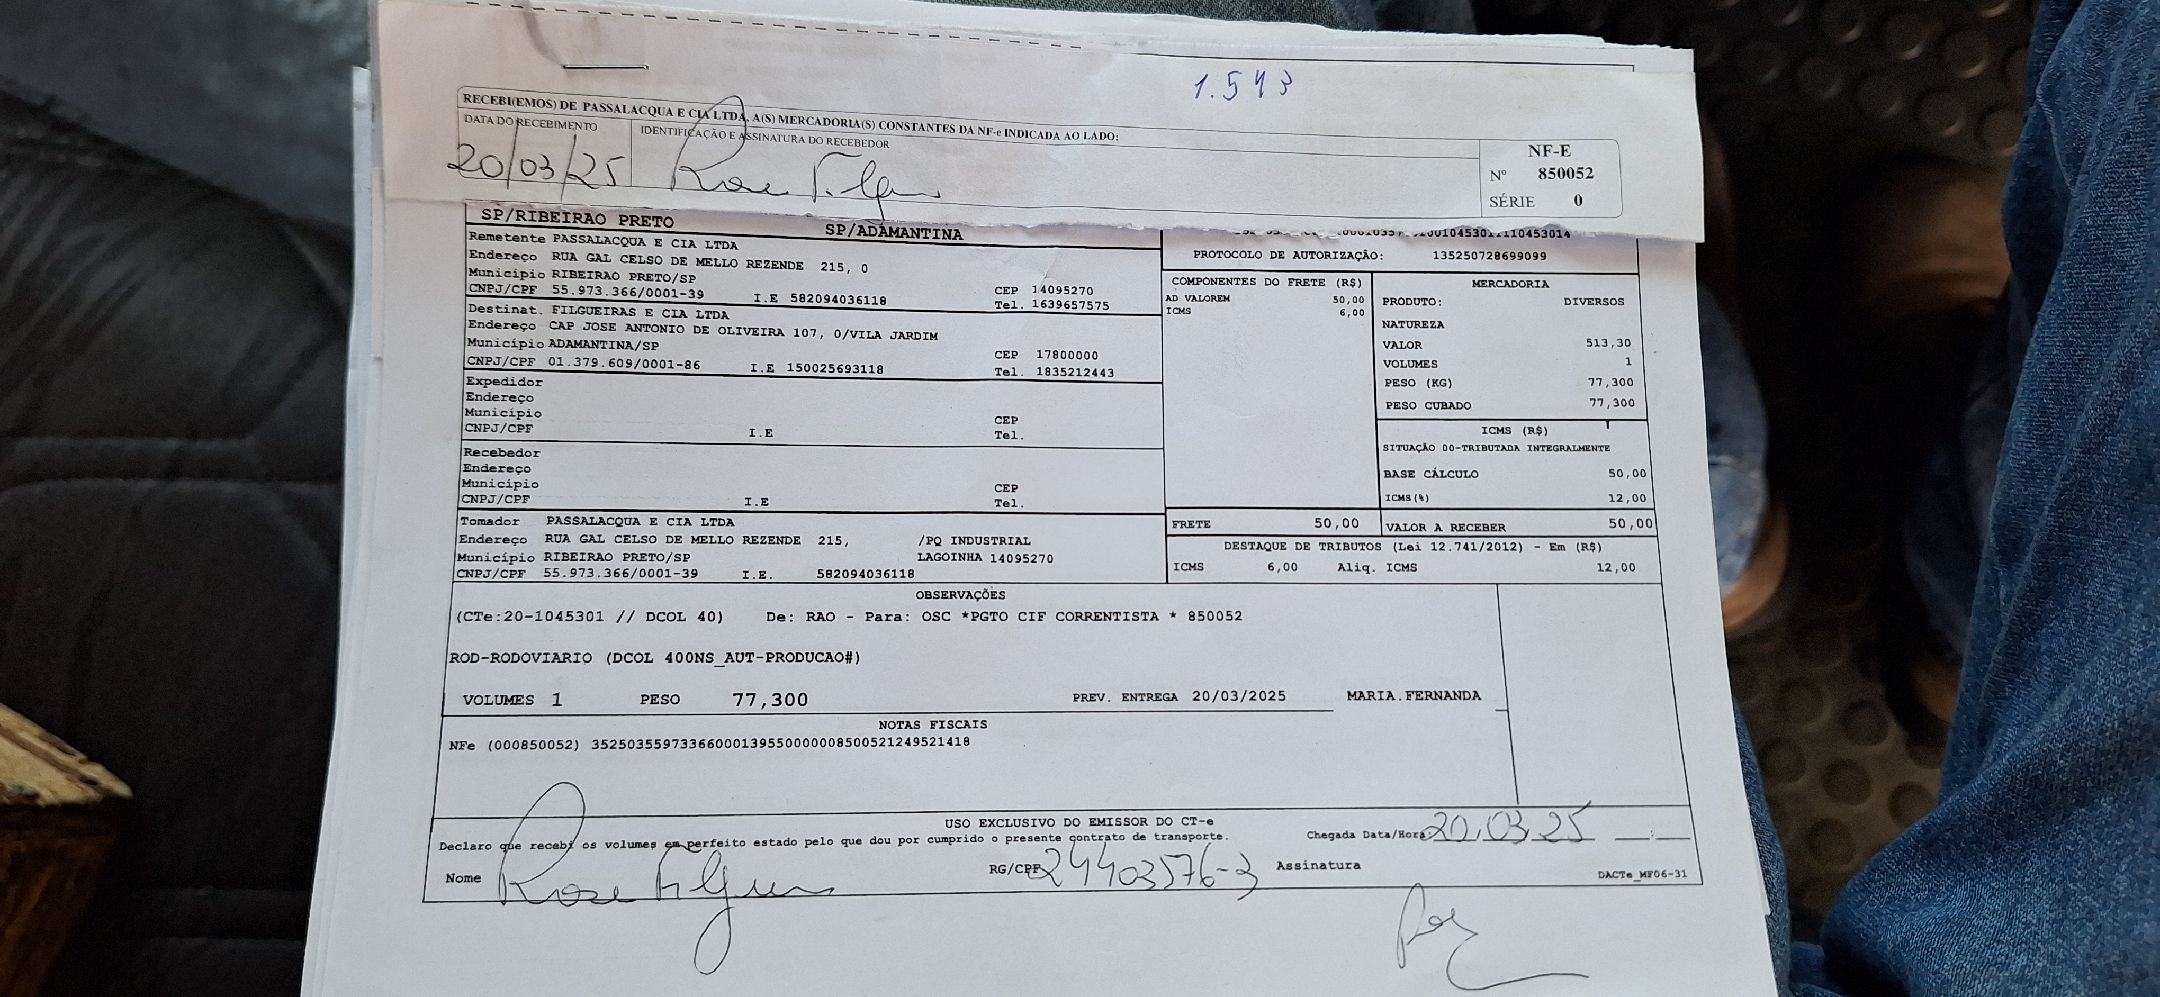 1.543
RECEBI(EMOS) DE PASSALACQUA E CIA LTDA, A(S) MERCADORIA(S) CONSTANTES DA NF-e INDICADA AO LADO:
DATA DO RECEBIMENTO IDENTIFICAÇÃO E ASSINATURA DO RECEBEDOR
20/03/25
NF-E
Nº 850052
SÉRIE 0
SP/RIBEIRAO PRETO SP/ADAMANTINA
Remetente PASSALACQUA E CIA LTDA
Endereço RUA GAL CELSO DE MELLO REZENDE 215, 0
Município RIBEIRAO PRETO/SP CEP 14095270
CNPJ/CPF 55.973.366/0001-39 I.E 582094036118 Tel. 1639657575
Destinat. FILGUEIRAS E CIA LTDA
Endereço CAP JOSE ANTONIO DE OLIVEIRA 107, 0/VILA JARDIM
Município ADAMANTINA/SP CEP 17800000
CNPJ/CPF 01.379.609/0001-86 I.E 150025693118 Tel. 1835212443
Expedidor
Endereço
Município CEP
CNPJ/CPF I.E Tel.
Recebedor
Endereço
Município CEP
CNPJ/CPF I.E Tel.
Tomador PASSALACQUA E CIA LTDA
Endereço RUA GAL CELSO DE MELLO REZENDE 215, /PQ INDUSTRIAL
Município RIBEIRAO PRETO/SP LAGOINHA 14095270
CNPJ/CPF 55.973.366/0001-39 I.E. 582094036118
PROTOCOLO DE AUTORIZAÇÃO: 135250728699099
COMPONENTES DO FRETE (R$)
AD VALOREM 50,00
ICMS 6,00
MERCADORIA
PRODUTO: DIVERSOS
NATUREZA
VALOR 513,30
VOLUMES 1
PESO (KG) 77,300
PESO CUBADO 77,300
ICMS (R$)
SITUAÇÃO 00-TRIBUTADA INTEGRALMENTE
BASE CÁLCULO 50,00
ICMS(%) 12,00
FRETE 50,00 VALOR A RECEBER 50,00
DESTAQUE DE TRIBUTOS (Lei 12.741/2012) - Em (R$)
ICMS 6,00 Aliq. ICMS 12,00
OBSERVAÇÕES
(CTe:20-1045301 // DCOL 40) De: RAO - Para: OSC *PGTO CIF CORRENTISTA * 850052
ROD-RODOVIARIO (DCOL 400NS_AUT-PRODUCAO#)
VOLUMES 1 PESO 77,300 PREV. ENTREGA 20/03/2025 MARIA.FERNANDA
NOTAS FISCAIS
NFe (000850052) 35250355973366000139550000008500521249521418
USO EXCLUSIVO DO EMISSOR DO CT-e
Declaro que recebi os volumes em perfeito estado pelo que dou por cumprido o presente contrato de transporte. Chegada Data/Hora 20/03/25
Nome RG/CPF 24403576-3 Assinatura DACTe_MF06-31